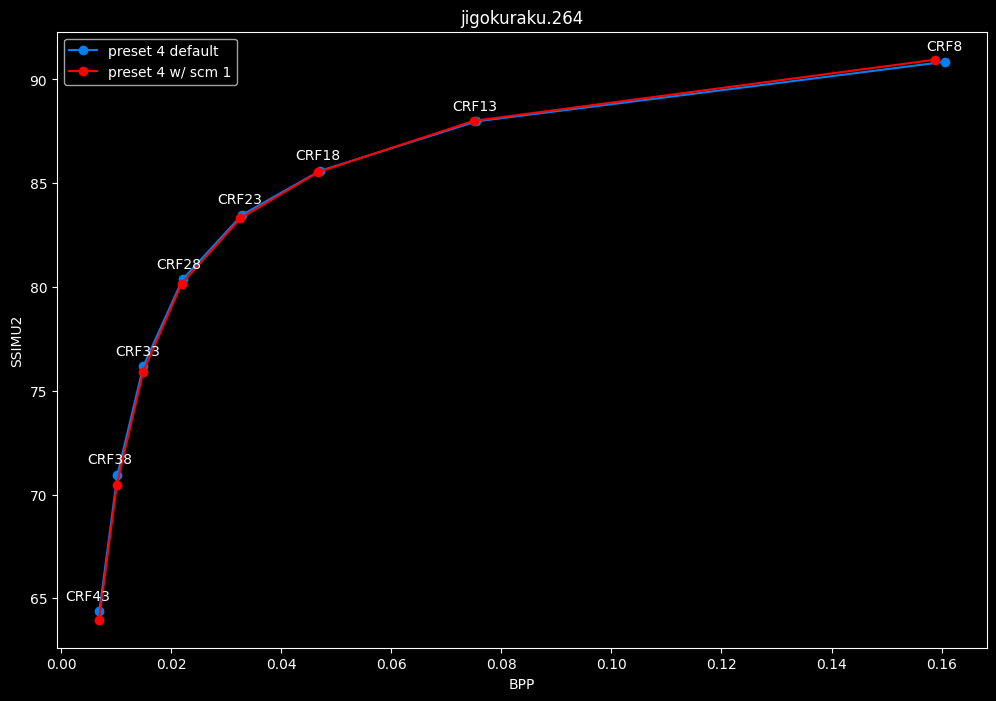 jigokuraku.264
preset 4 default
preset 4 w/ scm 1
CRF8
CRF13
CRF18
CRF23
CRF28
CRF33
CRF38
CRF43
90
85
80
75
70
65
SSIMU2
0.00 0.02 0.04 0.06 0.08 0.10 0.12 0.14 0.16
BPP